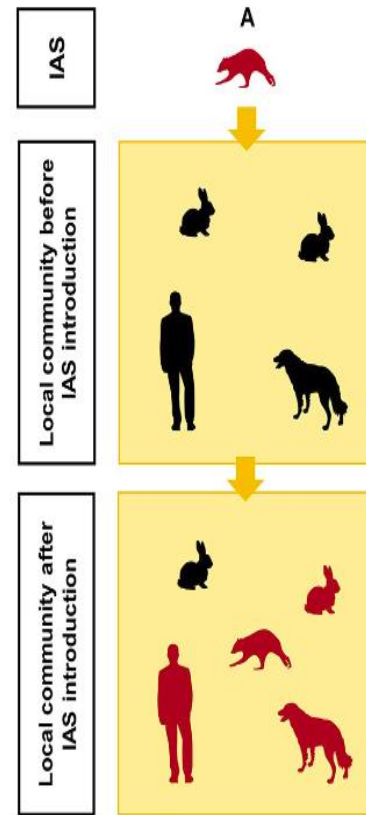 A
IAS
Local community before
IAS introduction
Local community after
IAS introduction